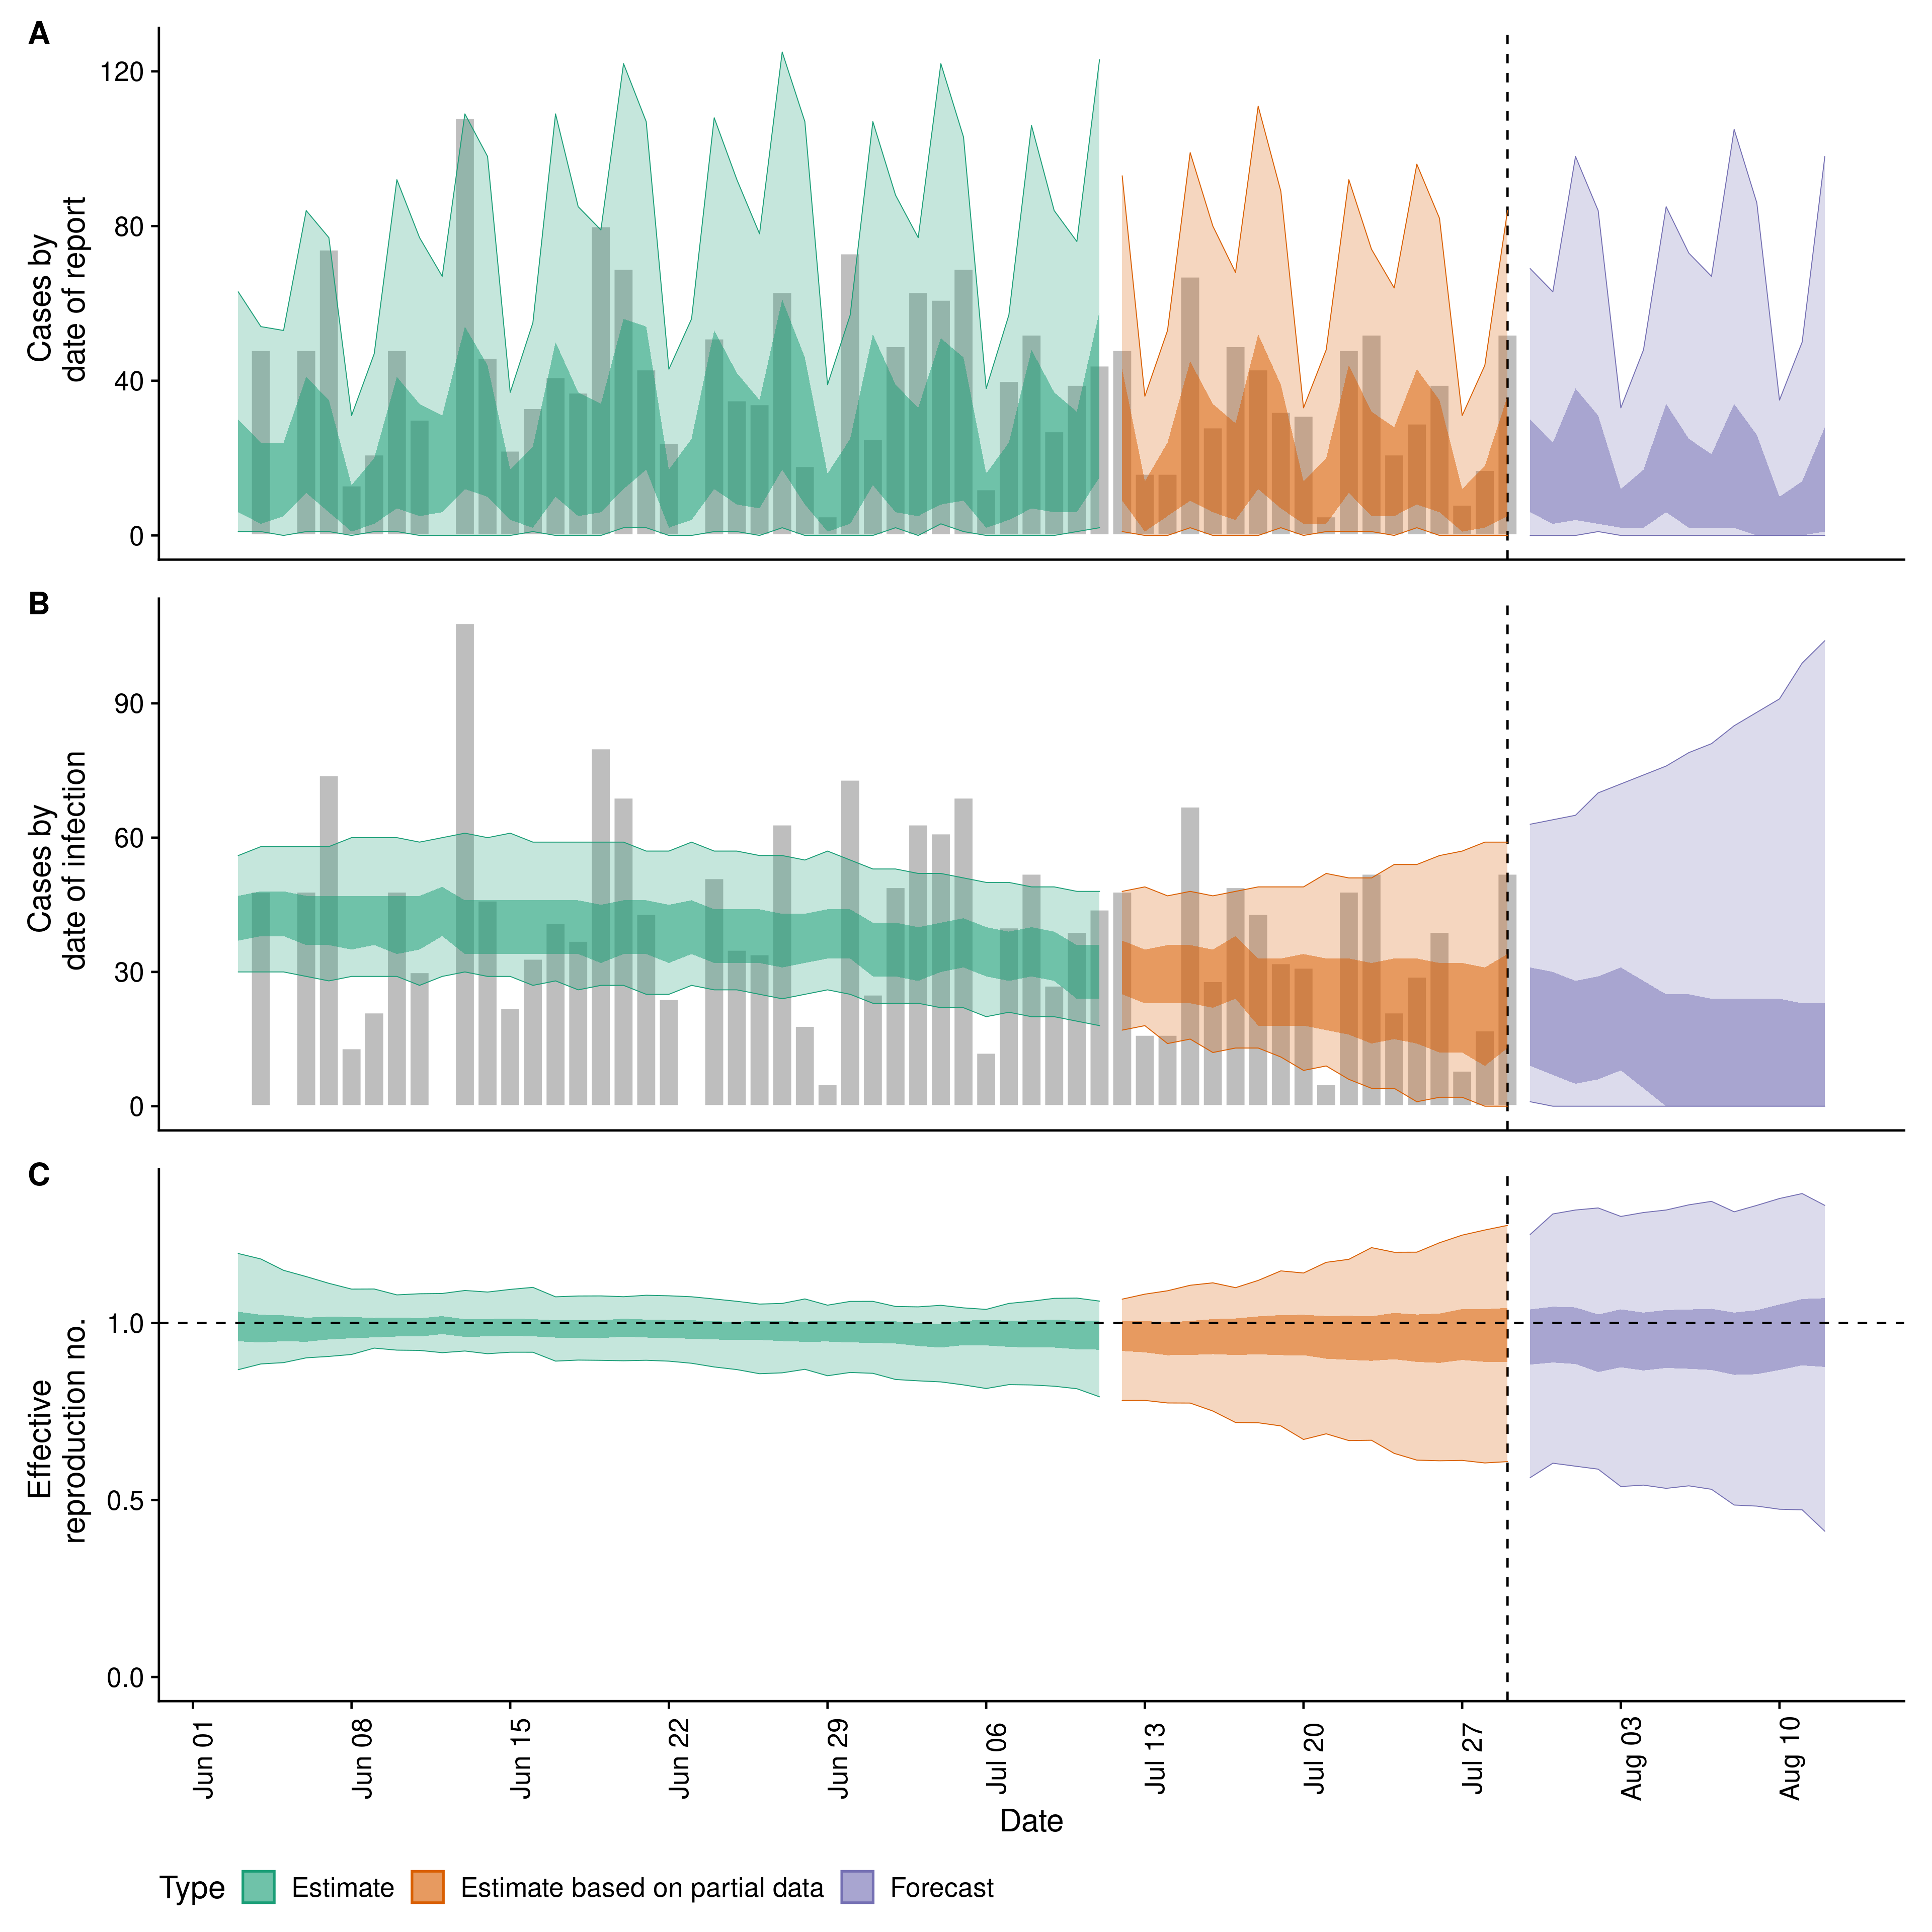 A
Cases by
date of report
120
80
40
0
B
Cases by
date of infection
90
60
30
0
C
Effective
reproduction no.
1.0
0.5
0.0
Jun 01
Jun 08
Jun 15
Jun 22
Jun 29
Jul 06
Jul 13
Jul 20
Jul 27
Aug 03
Aug 10
Date
Type Estimate Estimate based on partial data Forecast